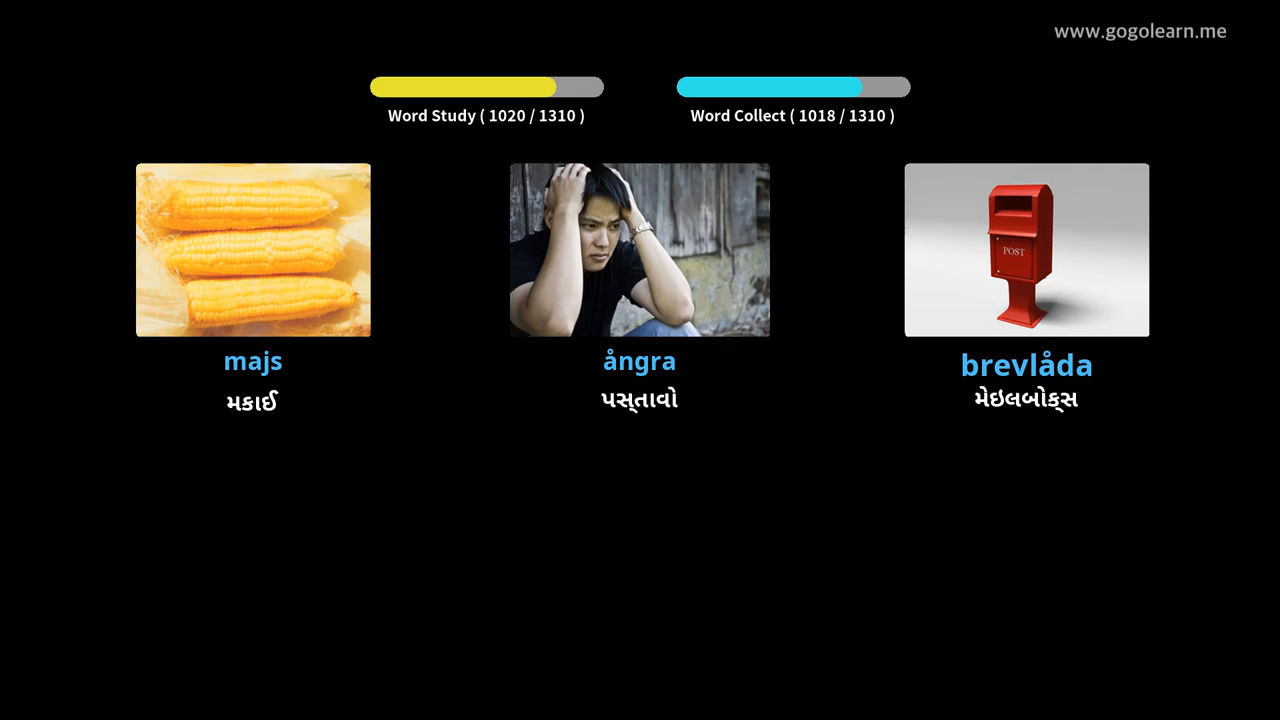 www.gogolearn.me
Word Study ( 1020 / 1310 )
Word Collect ( 1018 / 1310 )
POST
majs
ångra
brevlåda
મકાઈ
પસ્તાવો
મેઇલબોક્સ